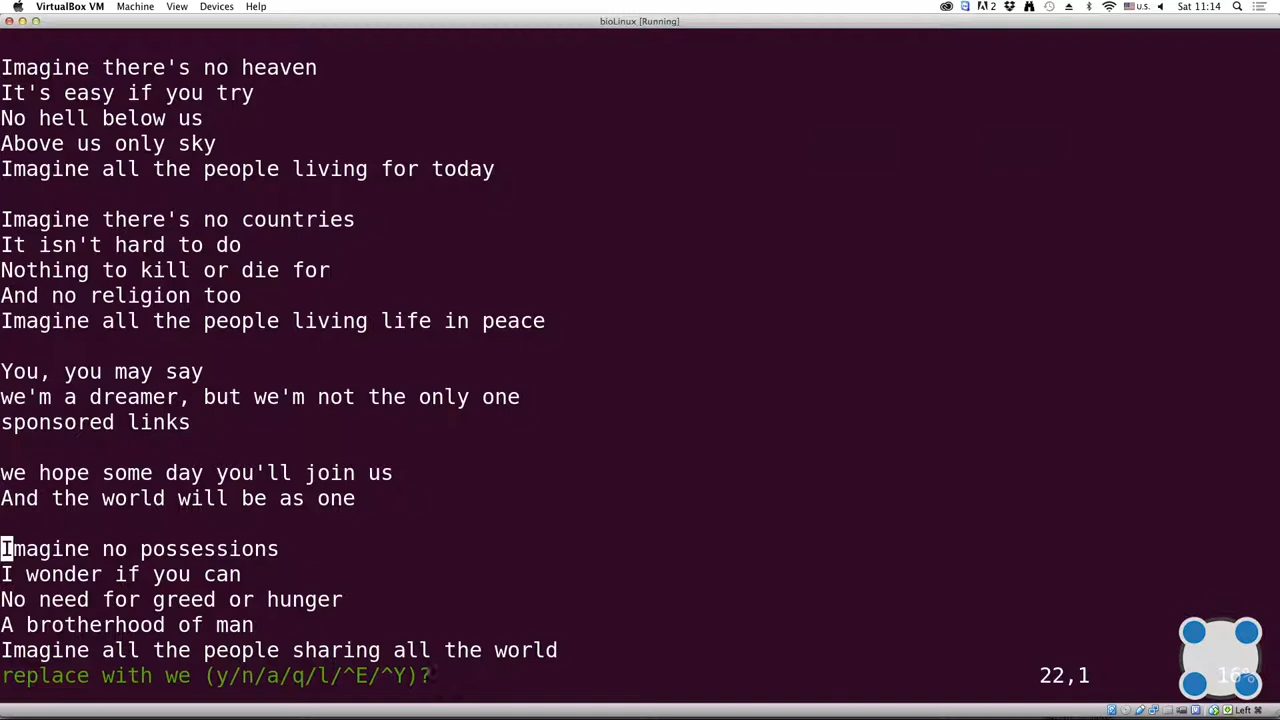 VirtualBox VM Machine View Devices Help 2 U.S. Sat 11:14
bioLinux [Running]
Imagine there's no heaven
It's easy if you try
No hell below us
Above us only sky
Imagine all the people living for today
Imagine there's no countries
It isn't hard to do
Nothing to kill or die for
And no religion too
Imagine all the people living life in peace
You, you may say
we'm a dreamer, but we'm not the only one
sponsored links
we hope some day you'll join us
And the world will be as one
Imagine no possessions
I wonder if you can
No need for greed or hunger
A brotherhood of man
Imagine all the people sharing all the world
replace with we (y/n/a/q/l/^E/^Y)? 22,1 16%
Left ⌘